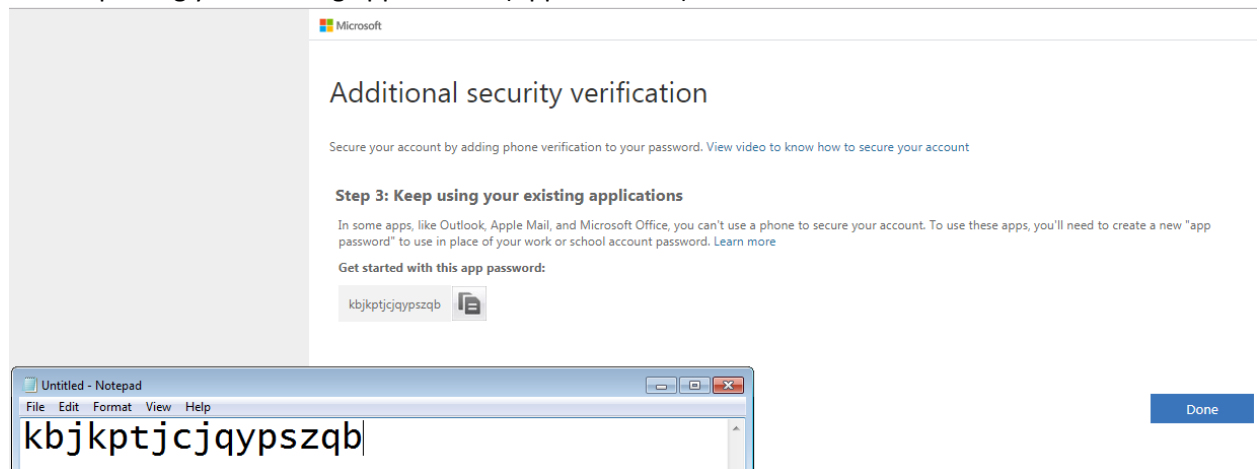 Microsoft
Additional security verification
Secure your account by adding phone verification to your password. View video to know how to secure your account
Step 3: Keep using your existing applications
In some apps, like Outlook, Apple Mail, and Microsoft Office, you can't use a phone to secure your account. To use these apps, you'll need to create a new "app
password" to use in place of your work or school account password. Learn more
Get started with this app password:
kbjkptjcjqypszqb
Untitled - Notepad
File Edit Format View Help
kbjkptjcjqypszqb
Done